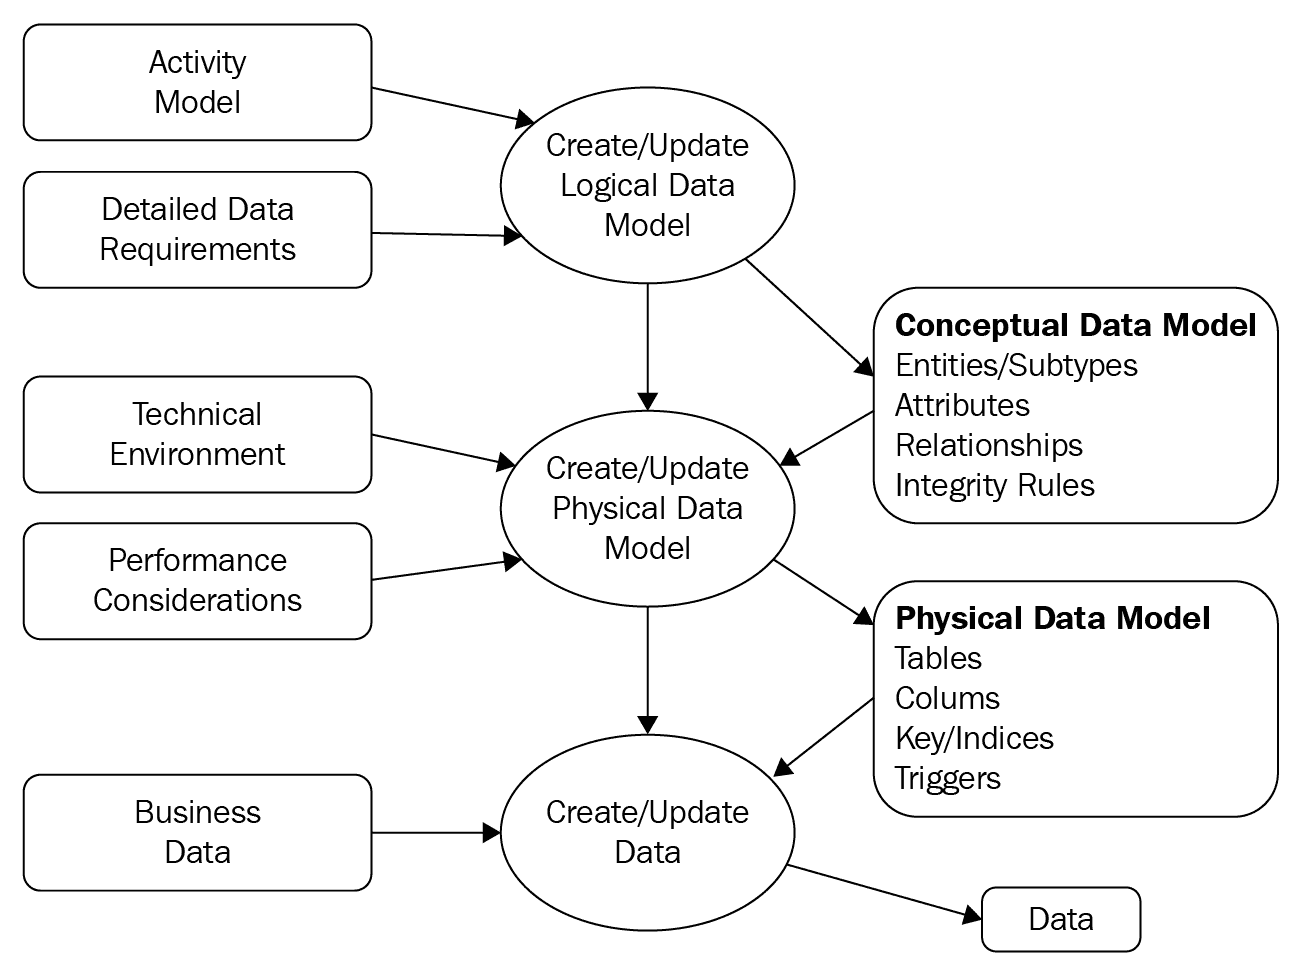 Activity
Model
Create/Update
Logical Data
Model
Detailed Data
Requirements
Conceptual Data Model
Entities/Subtypes
Attributes
Relationships
Integrity Rules
Technical
Environment
Create/Update
Physical Data
Model
Performance
Considerations
Physical Data Model
Tables
Colums
Key/Indices
Triggers
Business
Data
Create/Update
Data
Data